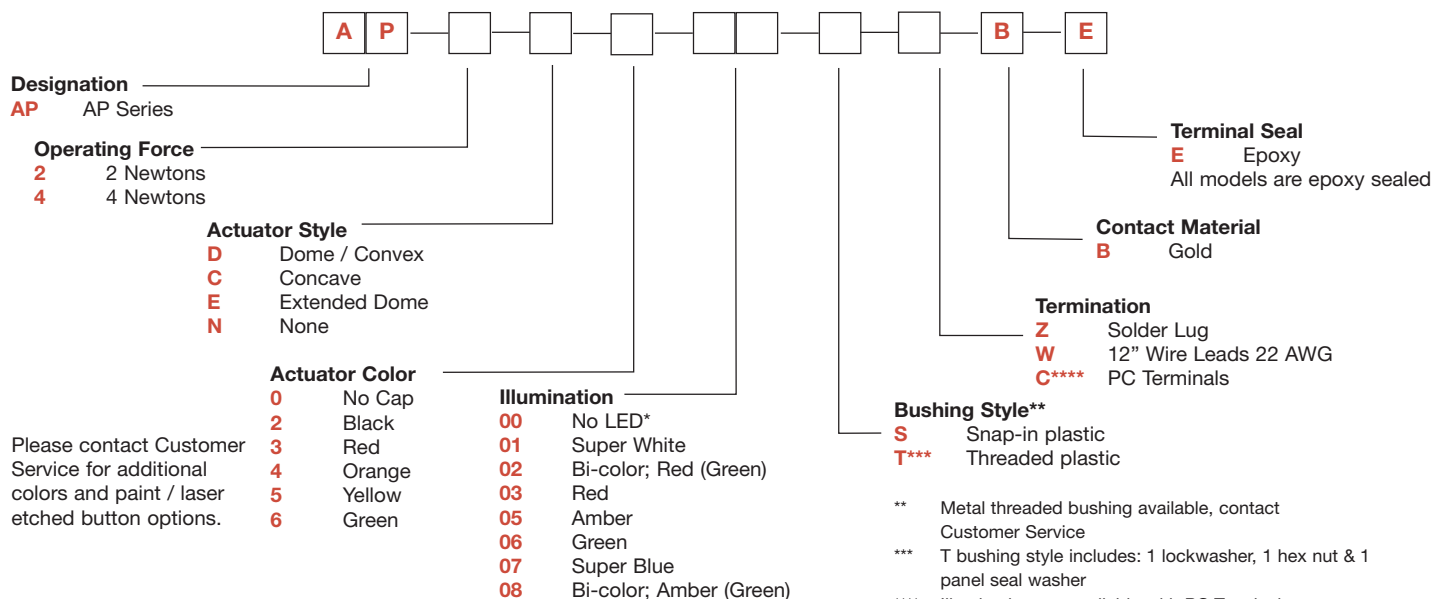 A P B E
Designation
AP AP Series
Operating Force
2 2 Newtons
4 4 Newtons
Actuator Style
D Dome / Convex
C Concave
E Extended Dome
N None
Actuator Color
0 No Cap
2 Black
3 Red
4 Orange
5 Yellow
6 Green
Please contact Customer
Service for additional
colors and paint / laser
etched button options.
Illumination
00 No LED*
01 Super White
02 Bi-color; Red (Green)
03 Red
05 Amber
06 Green
07 Super Blue
08 Bi-color; Amber (Green)
Bushing Style**
S Snap-in plastic
T*** Threaded plastic
Termination
Z Solder Lug
W 12” Wire Leads 22 AWG
C**** PC Terminals
Contact Material
B Gold
Terminal Seal
E Epoxy
All models are epoxy sealed
** Metal threaded bushing available, contact
Customer Service
*** T bushing style includes: 1 lockwasher, 1 hex nut & 1
panel seal washer